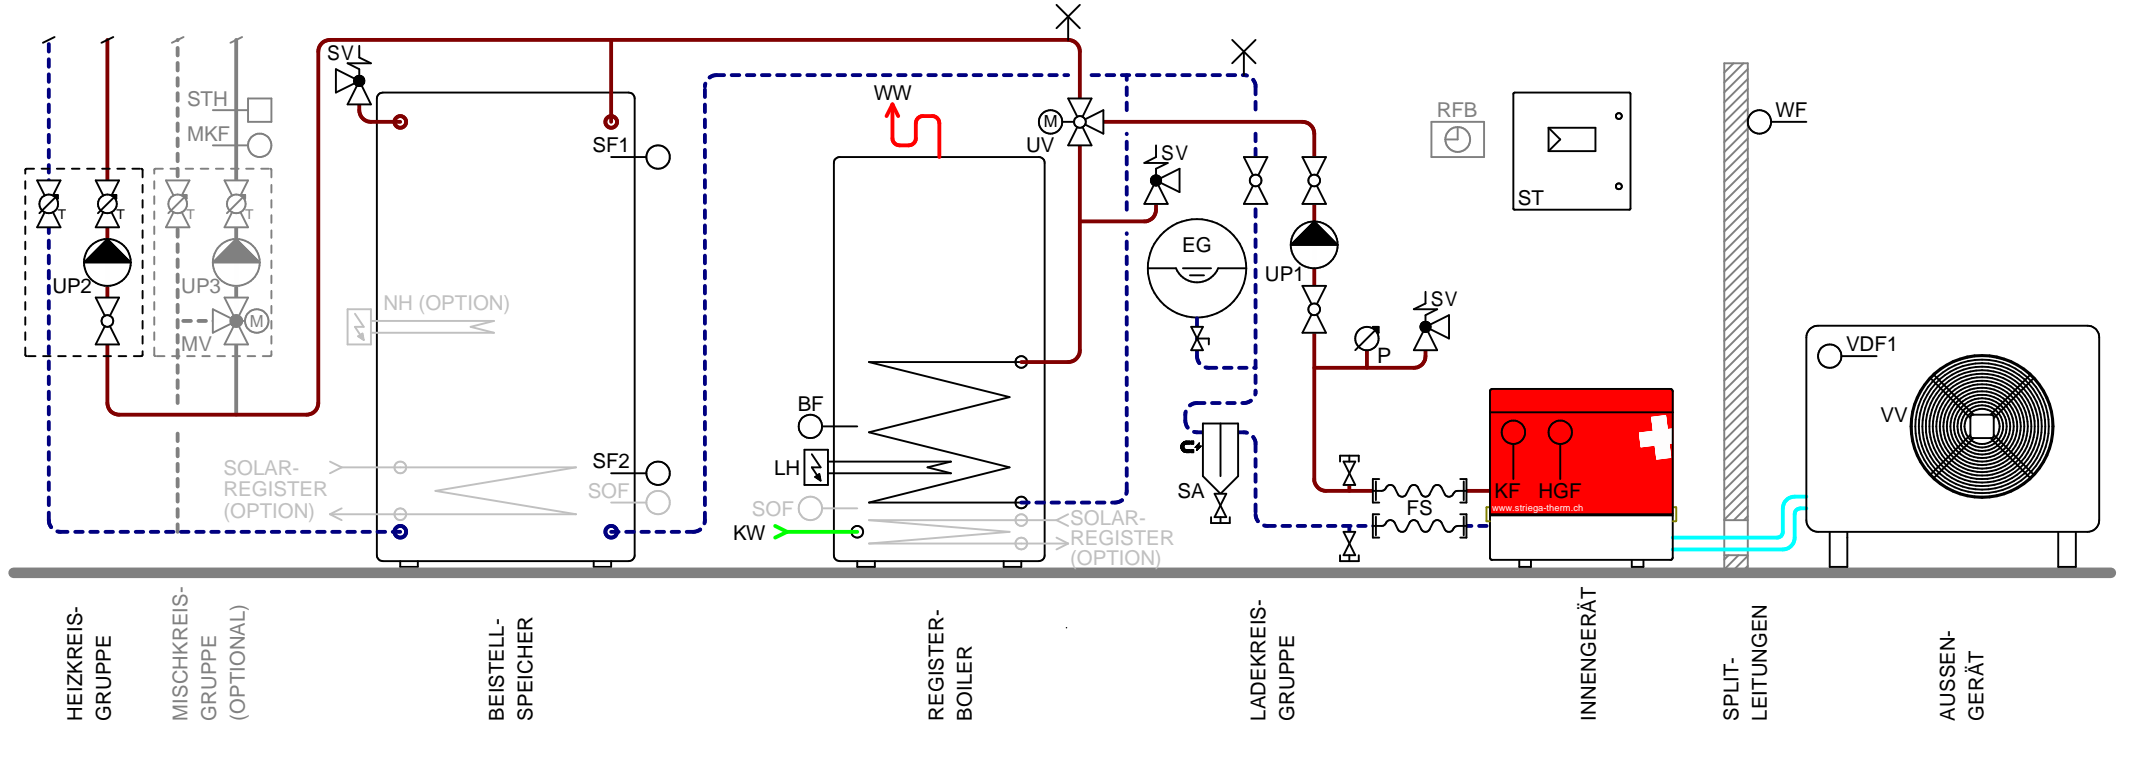 SV
WW
STH
MKF
SF1
M
UV
SV
RFB
ST
WF
T
T
T
T
UP2
UP3
EG
UP1
NH (OPTION)
M
MV
SV
P
VDF1
VV
BF
LH
SOLAR-
REGISTER
(OPTION)
SF2
SOF
SOF
KW
SOLAR-
REGISTER
(OPTION)
SA
FS
KF
HGF
www.striega-therm.ch
HEIZKREIS-
GRUPPE
MISCHKREIS-
GRUPPE
(OPTIONAL)
BEISTELL-
SPEICHER
REGISTER-
BOILER
LADEKREIS-
GRUPPE
INNENGERÄT
SPLIT-
LEITUNGEN
AUSSEN-
GERÄT